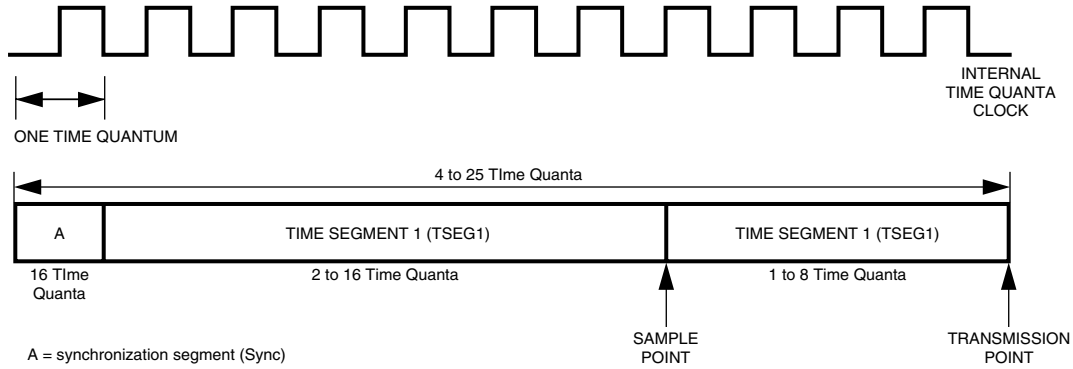 INTERNAL
TIME QUANTA
CLOCK
ONE TIME QUANTUM
4 to 25 TIme Quanta
A
TIME SEGMENT 1 (TSEG1)
TIME SEGMENT 1 (TSEG1)
16 TIme
Quanta
2 to 16 Time Quanta
1 to 8 Time Quanta
A = synchronization segment (Sync)
SAMPLE
POINT
TRANSMISSION
POINT